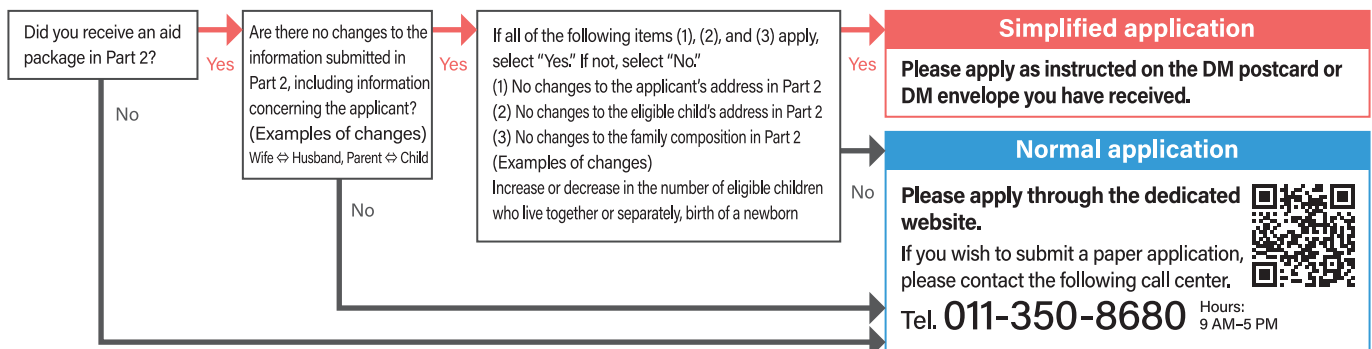 Did you receive an aid
package in Part 2?
Yes
No
Are there no changes to the
information submitted in
Part 2, including information
concerning the applicant?
(Examples of changes)
Wife ⇔ Husband, Parent ⇔ Child
Yes
No
If all of the following items (1), (2), and (3) apply,
select “Yes.” If not, select “No.”
(1) No changes to the applicant’s address in Part 2
(2) No changes to the eligible child’s address in Part 2
(3) No changes to the family composition in Part 2
(Examples of changes)
Increase or decrease in the number of eligible children
who live together or separately, birth of a newborn
Yes
No
Simplified application
Please apply as instructed on the DM postcard or
DM envelope you have received.
Normal application
Please apply through the dedicated
website.
If you wish to submit a paper application,
please contact the following call center.
Tel. 011-350-8680 Hours:
9 AM–5 PM